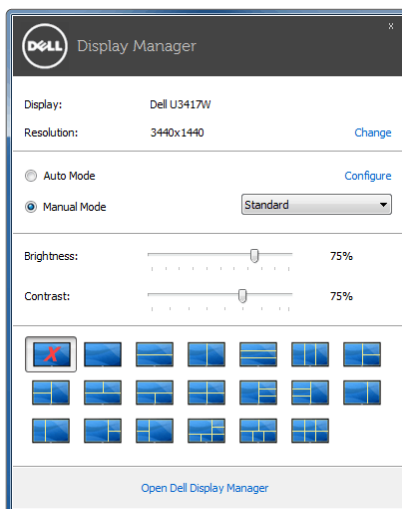 x
DELL Display Manager
Display: Dell U3417W
Resolution: 3440x1440 Change
Auto Mode Configure
Manual Mode Standard
Brightness: 75%
Contrast: 75%
Open Dell Display Manager